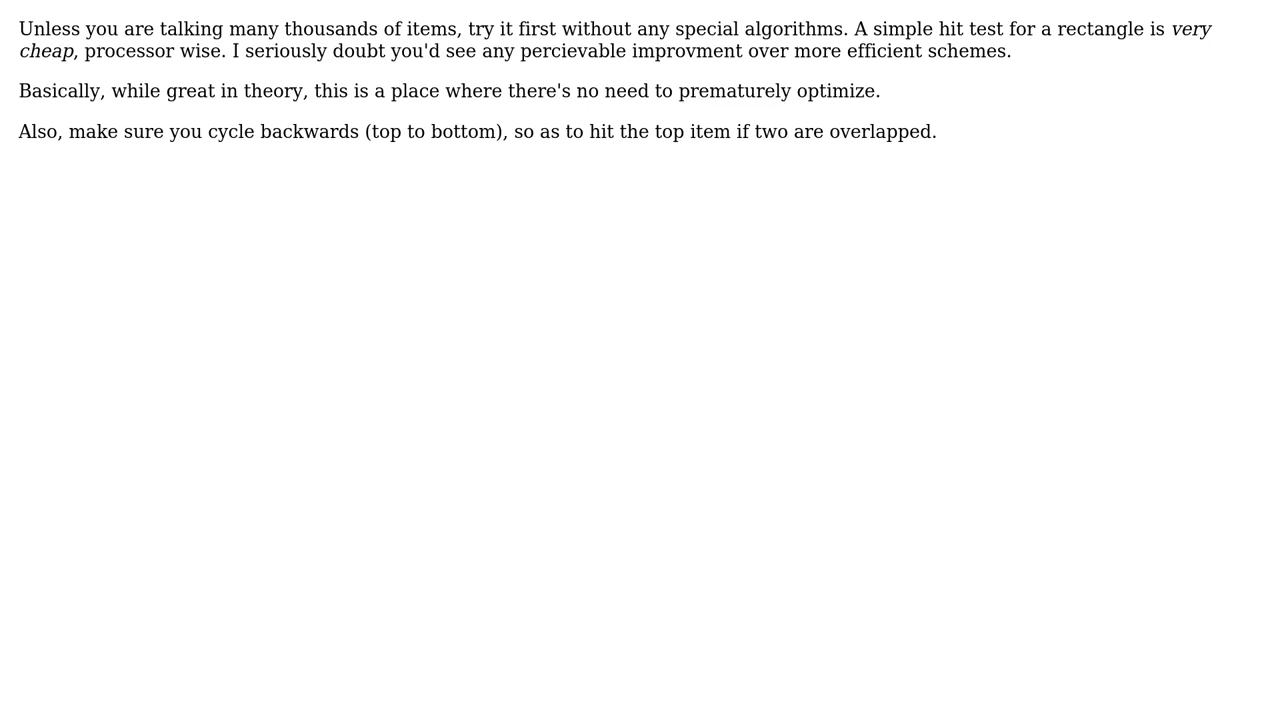 Unless you are talking many thousands of items, try it first without any special algorithms. A simple hit test for a rectangle is very
cheap, processor wise. I seriously doubt you'd see any percievable improvment over more efficient schemes.
Basically, while great in theory, this is a place where there's no need to prematurely optimize.
Also, make sure you cycle backwards (top to bottom), so as to hit the top item if two are overlapped.